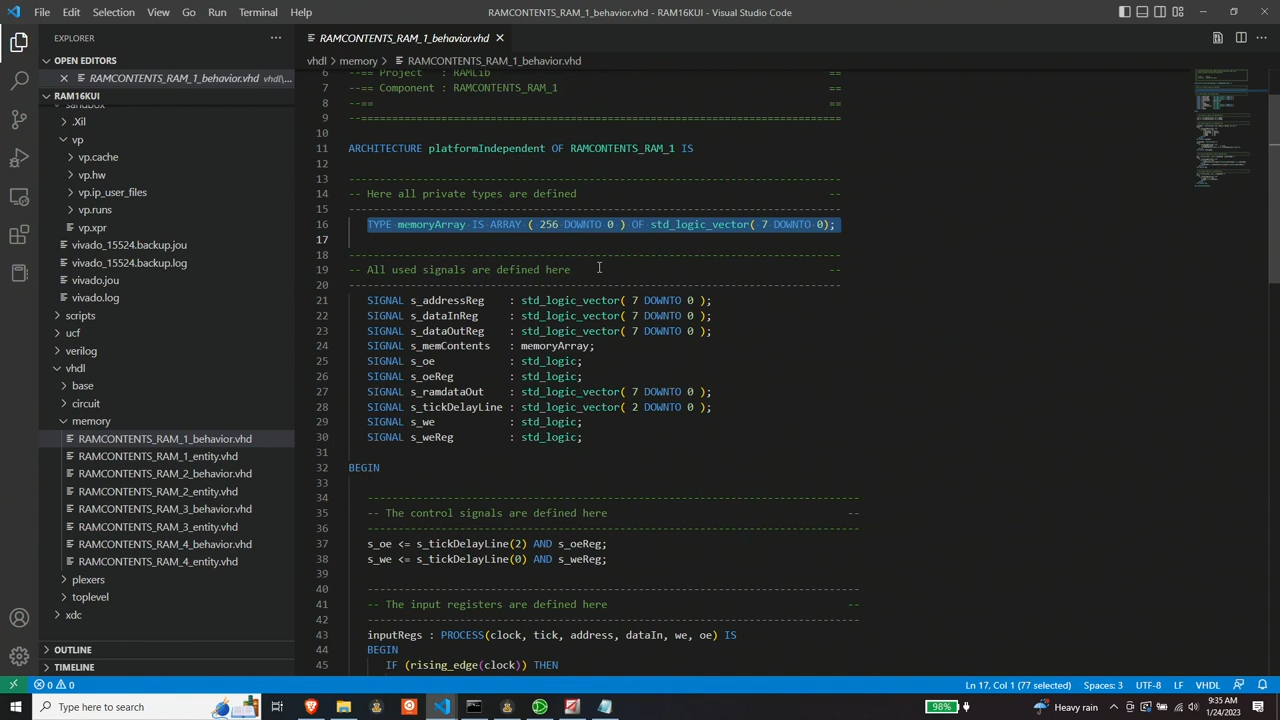 File Edit Selection View Go Run Terminal Help
RAMCONTENTS_RAM_1_behavior.vhd - RAM16KUI - Visual Studio Code
EXPLORER
OPEN EDITORS
RAMCONTENTS_RAM_1_behavior.vhd vhdl\...
RAM16KUI
sandbox
.Xil
vp
vp.cache
vp.hw
vp.ip_user_files
vp.runs
vp.xpr
vivado_15524.backup.jou
vivado_15524.backup.log
vivado.jou
vivado.log
scripts
ucf
verilog
vhdl
base
circuit
memory
RAMCONTENTS_RAM_1_behavior.vhd
RAMCONTENTS_RAM_1_entity.vhd
RAMCONTENTS_RAM_2_behavior.vhd
RAMCONTENTS_RAM_2_entity.vhd
RAMCONTENTS_RAM_3_behavior.vhd
RAMCONTENTS_RAM_3_entity.vhd
RAMCONTENTS_RAM_4_behavior.vhd
RAMCONTENTS_RAM_4_entity.vhd
plexers
toplevel
xdc
OUTLINE
TIMELINE
RAMCONTENTS_RAM_1_behavior.vhd
vhdl > memory > RAMCONTENTS_RAM_1_behavior.vhd
6 --== Project : RAMLib ==
7 --== Component : RAMCONTENTS_RAM_1 ==
8 --== ==
9 --==============================================================================
10
11 ARCHITECTURE platformIndependent OF RAMCONTENTS_RAM_1 IS
12
13 --------------------------------------------------------------------------------
14 -- Here all private types are defined --
15 --------------------------------------------------------------------------------
16 TYPE memoryArray IS ARRAY ( 256 DOWNTO 0 ) OF std_logic_vector( 7 DOWNTO 0);
17
18 --------------------------------------------------------------------------------
19 -- All used signals are defined here --
20 --------------------------------------------------------------------------------
21 SIGNAL s_addressReg : std_logic_vector( 7 DOWNTO 0 );
22 SIGNAL s_dataInReg : std_logic_vector( 7 DOWNTO 0 );
23 SIGNAL s_dataOutReg : std_logic_vector( 7 DOWNTO 0 );
24 SIGNAL s_memContents : memoryArray;
25 SIGNAL s_oe : std_logic;
26 SIGNAL s_oeReg : std_logic;
27 SIGNAL s_ramdataOut : std_logic_vector( 7 DOWNTO 0 );
28 SIGNAL s_tickDelayLine : std_logic_vector( 2 DOWNTO 0 );
29 SIGNAL s_we : std_logic;
30 SIGNAL s_weReg : std_logic;
31
32 BEGIN
33
34 --------------------------------------------------------------------------------
35 -- The control signals are defined here --
36 --------------------------------------------------------------------------------
37 s_oe <= s_tickDelayLine(2) AND s_oeReg;
38 s_we <= s_tickDelayLine(0) AND s_weReg;
39
40 --------------------------------------------------------------------------------
41 -- The input registers are defined here --
42 --------------------------------------------------------------------------------
43 inputRegs : PROCESS(clock, tick, address, dataIn, we, oe) IS
44 BEGIN
45 IF (rising_edge(clock)) THEN
0 0
Ln 17, Col 1 (77 selected) Spaces: 3 UTF-8 LF VHDL
Type here to search
98%
Heavy rain
9:35 AM
1/24/2023